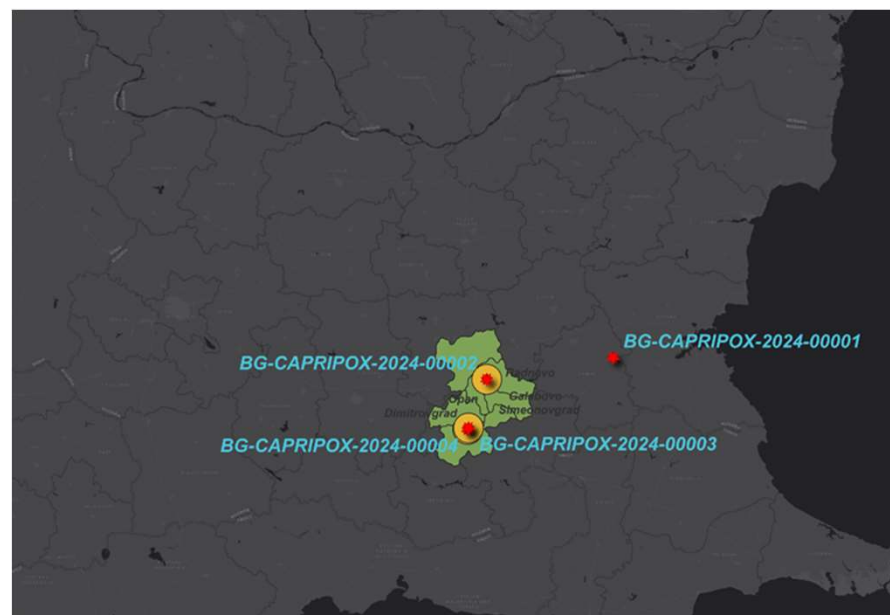 BG-CAPRIPOX-2024-00001
BG-CAPRIPOX-2024-00002
Radnovo
Opan
Galabovo
Dimitrovgrad
Simeonovgrad
BG-CAPRIPOX-2024-00004
BG-CAPRIPOX-2024-00003